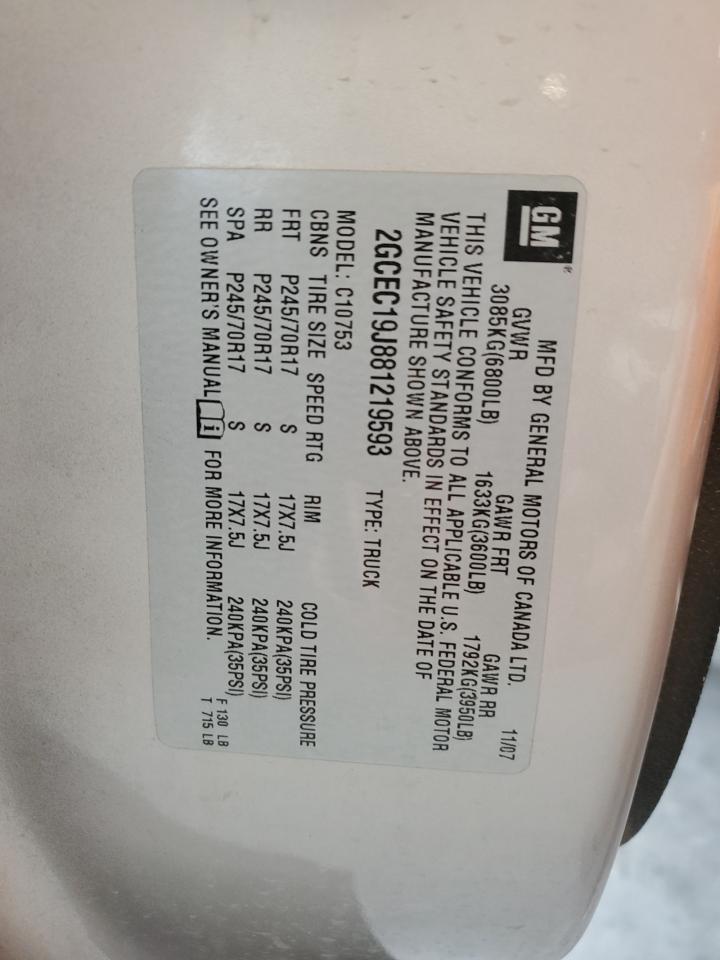 GM®
MFD BY GENERAL MOTORS OF CANADA LTD.
11/07
GVWR GAWR FRT GAWR RR
3085KG(6800LB) 1633KG(3600LB) 1792KG(3950LB)
THIS VEHICLE CONFORMS TO ALL APPLICABLE U.S. FEDERAL MOTOR
VEHICLE SAFETY STANDARDS IN EFFECT ON THE DATE OF
MANUFACTURE SHOWN ABOVE.
2GCEC19J881219593 TYPE: TRUCK
MODEL: C10753
CBNS TIRE SIZE SPEED RTG RIM COLD TIRE PRESSURE
FRT P245/70R17 S 17X7.5J 240KPA(35PSI)
RR P245/70R17 S 17X7.5J 240KPA(35PSI)
SPA P245/70R17 S 17X7.5J 240KPA(35PSI)
SEE OWNER'S MANUAL i FOR MORE INFORMATION.
F 130 LB
T 715 LB